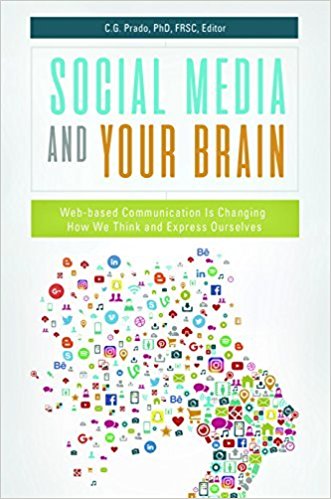 C.G. Prado, PhD, FRSC, Editor
SOCIAL MEDIA
AND YOUR BRAIN
Web-based Communication Is Changing
How We Think and Express Ourselves